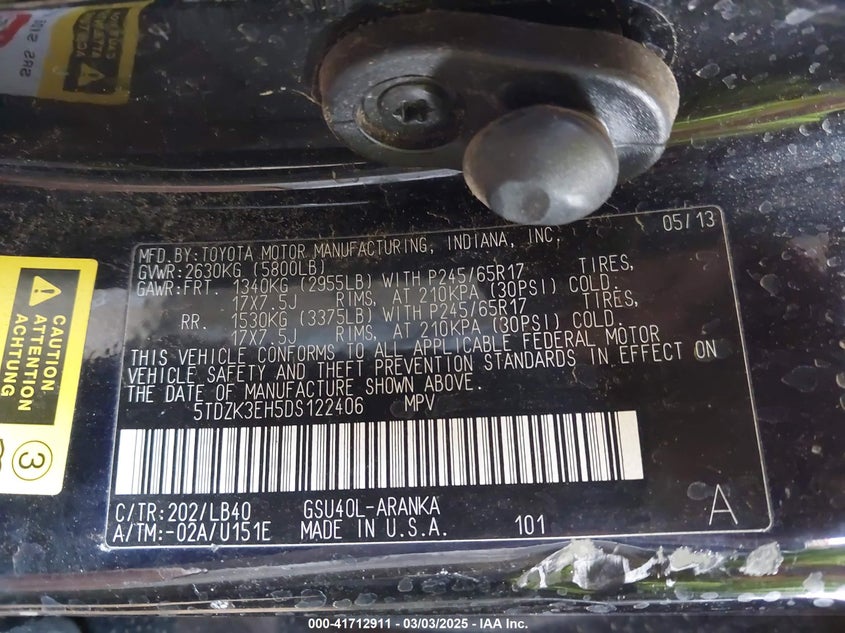 SRS SIDE
CAUTION
ATTENTION
ACHTUNG
3
05/13
MFD.BY:TOYOTA MOTOR MANUFACTURING, INDIANA, INC.
GVWR:2630KG (5800LB)
GAWR:FRT. 1340KG (2955LB) WITH P245/65R17 TIRES,
17X7.5J RIMS, AT 210KPA (30PSI) COLD.
RR. 1530KG (3375LB) WITH P245/65R17 TIRES,
17X7.5J RIMS, AT 210KPA (30PSI) COLD.
THIS VEHICLE CONFORMS TO ALL APPLICABLE FEDERAL MOTOR
VEHICLE SAFETY AND THEFT PREVENTION STANDARDS IN EFFECT ON
THE DATE OF MANUFACTURE SHOWN ABOVE.
5TDZK3EH5DS122406 MPV
C/TR:202/LB40 GSU40L-ARANKA
A/TM:-02A/U151E MADE IN U.S.A. 101 A
000-41712911 - 03/03/2025 - IAA Inc.